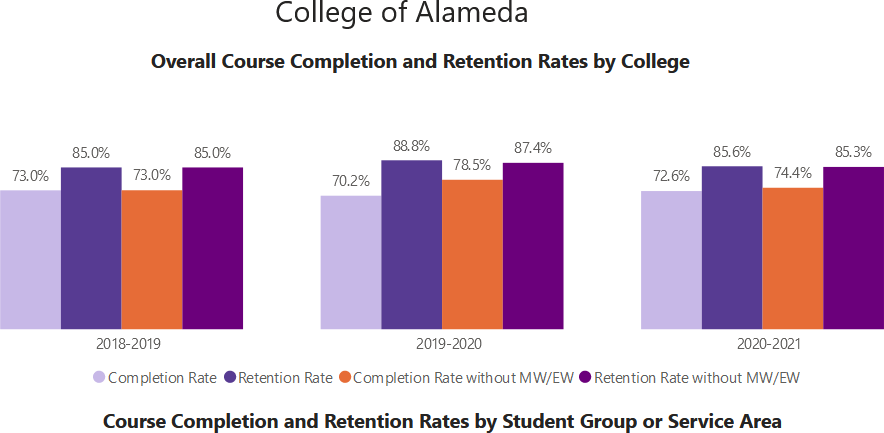 College of Alameda
Overall Course Completion and Retention Rates by College
73.0% 85.0% 73.0% 85.0%
70.2% 88.8% 78.5% 87.4%
72.6% 85.6% 74.4% 85.3%
2018-2019 2019-2020 2020-2021
Completion Rate Retention Rate Completion Rate without MW/EW Retention Rate without MW/EW
Course Completion and Retention Rates by Student Group or Service Area